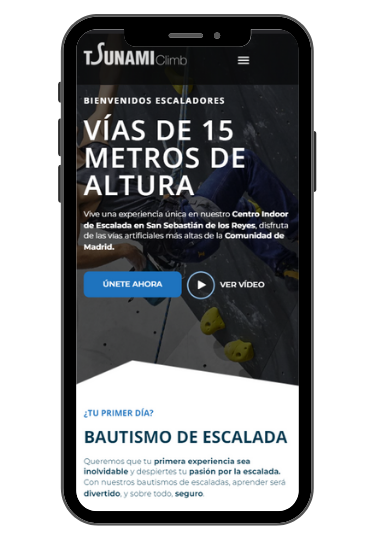 TSUNAMIClimb
BIENVENIDOS ESCALADORES
VÍAS DE 15
METROS DE
ALTURA
Vive una experiencia única en nuestro Centro Indoor
de Escalada en San Sebastián de los Reyes, disfruta
de las vías artificiales más altas de la Comunidad de
Madrid.
ÚNETE AHORA
VER VÍDEO
¿TU PRIMER DÍA?
BAUTISMO DE ESCALADA
Queremos que tu primera experiencia sea
inolvidable y despiertes tu pasión por la escalada.
Con nuestros bautismos de escaladas, aprender será
divertido, y sobre todo, seguro.